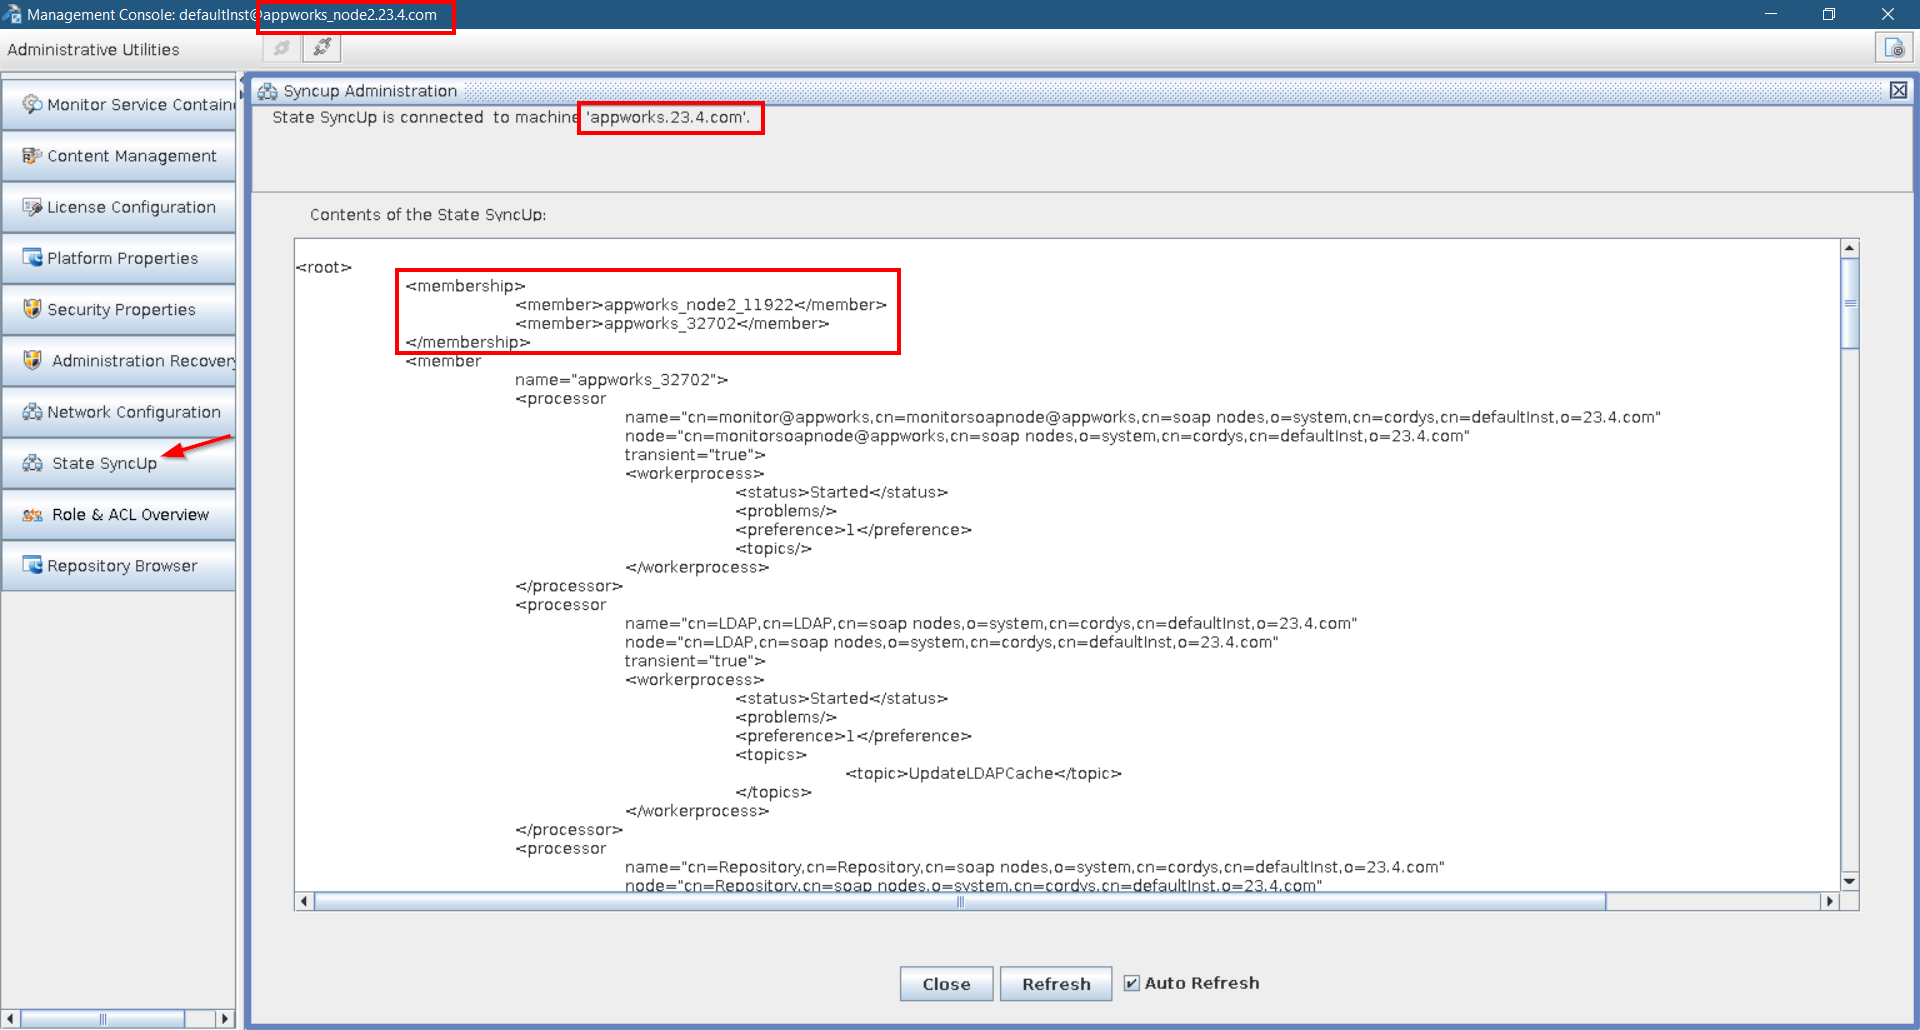 Management Console: defaultInst@appworks_node2.23.4.com
Administrative Utilities
Monitor Service Contain
Content Management
License Configuration
Platform Properties
Security Properties
Administration Recovery
Network Configuration
State SyncUp
Role & ACL Overview
Repository Browser
Syncup Administration
State SyncUp is connected to machine 'appworks.23.4.com'.
Contents of the State SyncUp:
<root>
<membership>
<member>appworks_node2_11922</member>
<member>appworks_32702</member>
</membership>
<member
name="appworks_32702">
<processor
name="cn=monitor@appworks,cn=monitorsoapnode@appworks,cn=soap nodes,o=system,cn=cordys,cn=defaultInst,o=23.4.com"
node="cn=monitorsoapnode@appworks,cn=soap nodes,o=system,cn=cordys,cn=defaultInst,o=23.4.com"
transient="true">
<workerprocess>
<status>Started</status>
<problems/>
<preference>1</preference>
<topics/>
</workerprocess>
</processor>
<processor
name="cn=LDAP,cn=LDAP,cn=soap nodes,o=system,cn=cordys,cn=defaultInst,o=23.4.com"
node="cn=LDAP,cn=soap nodes,o=system,cn=cordys,cn=defaultInst,o=23.4.com"
transient="true">
<workerprocess>
<status>Started</status>
<problems/>
<preference>1</preference>
<topics>
<topic>UpdateLDAPCache</topic>
</topics>
</workerprocess>
</processor>
<processor
name="cn=Repository,cn=Repository,cn=soap nodes,o=system,cn=cordys,cn=defaultInst,o=23.4.com"
node="cn=Repository,cn=soap nodes,o=system,cn=cordys,cn=defaultInst,o=23.4.com"
Close
Refresh
Auto Refresh